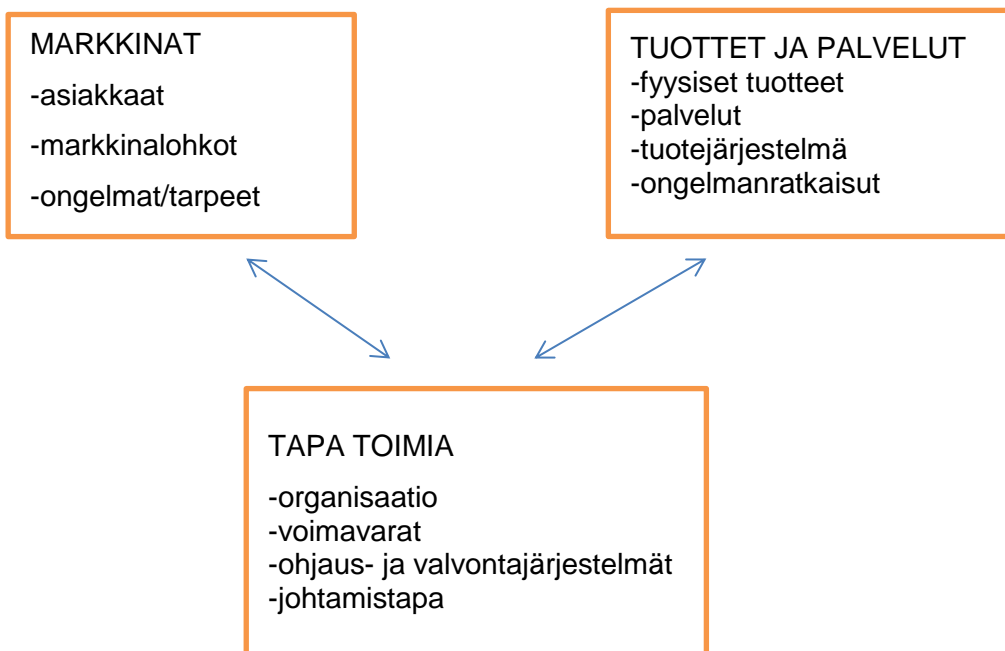 MARKKINAT
-asiakkaat
-markkinalohkot
-ongelmat/tarpeet
TUOTTET JA PALVELUT
-fyysiset tuotteet
-palvelut
-tuotejärjestelmä
-ongelmanratkaisut
TAPA TOIMIA
-organisaatio
-voimavarat
-ohjaus- ja valvontajärjestelmät
-johtamistapa